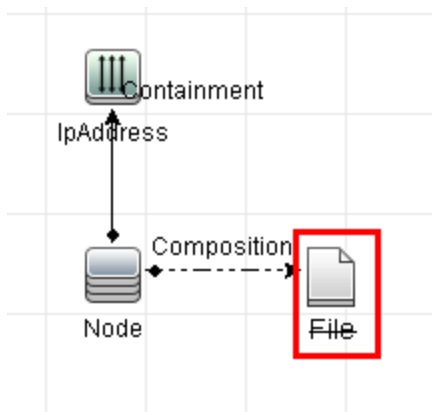 Containment
IpAddress
Composition
Node
File